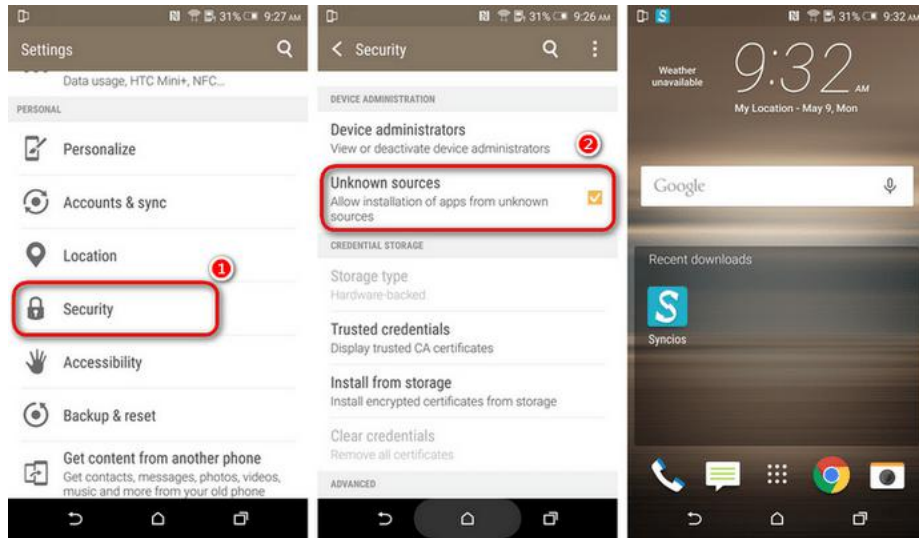 31% 9:27 AM
Settings
Data usage, HTC Mini+, NFC...
PERSONAL
Personalize
Accounts & sync
Location
1
Security
Accessibility
Backup & reset
Get content from another phone
Get contacts, messages, photos, videos,
music and more from your old phone
31% 9:26 AM
Security
DEVICE ADMINISTRATION
Device administrators
View or deactivate device administrators
2
Unknown sources
Allow installation of apps from unknown
sources
CREDENTIAL STORAGE
Storage type
Hardware-backed
Trusted credentials
Display trusted CA certificates
Install from storage
Install encrypted certificates from storage
Clear credentials
Remove all certificates
ADVANCED
S 31% 9:32 AM
Weather
unavailable
9:32 AM
My Location - May 9, Mon
Google
Recent downloads
S
Syncios